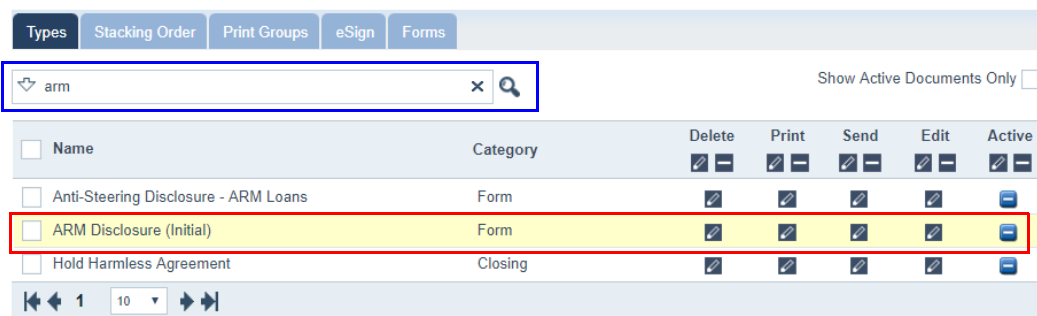 Types Stacking Order Print Groups eSign Forms
arm
Show Active Documents Only
Name Category Delete Print Send Edit Active
Anti-Steering Disclosure - ARM Loans Form
ARM Disclosure (Initial) Form
Hold Harmless Agreement Closing
1 10